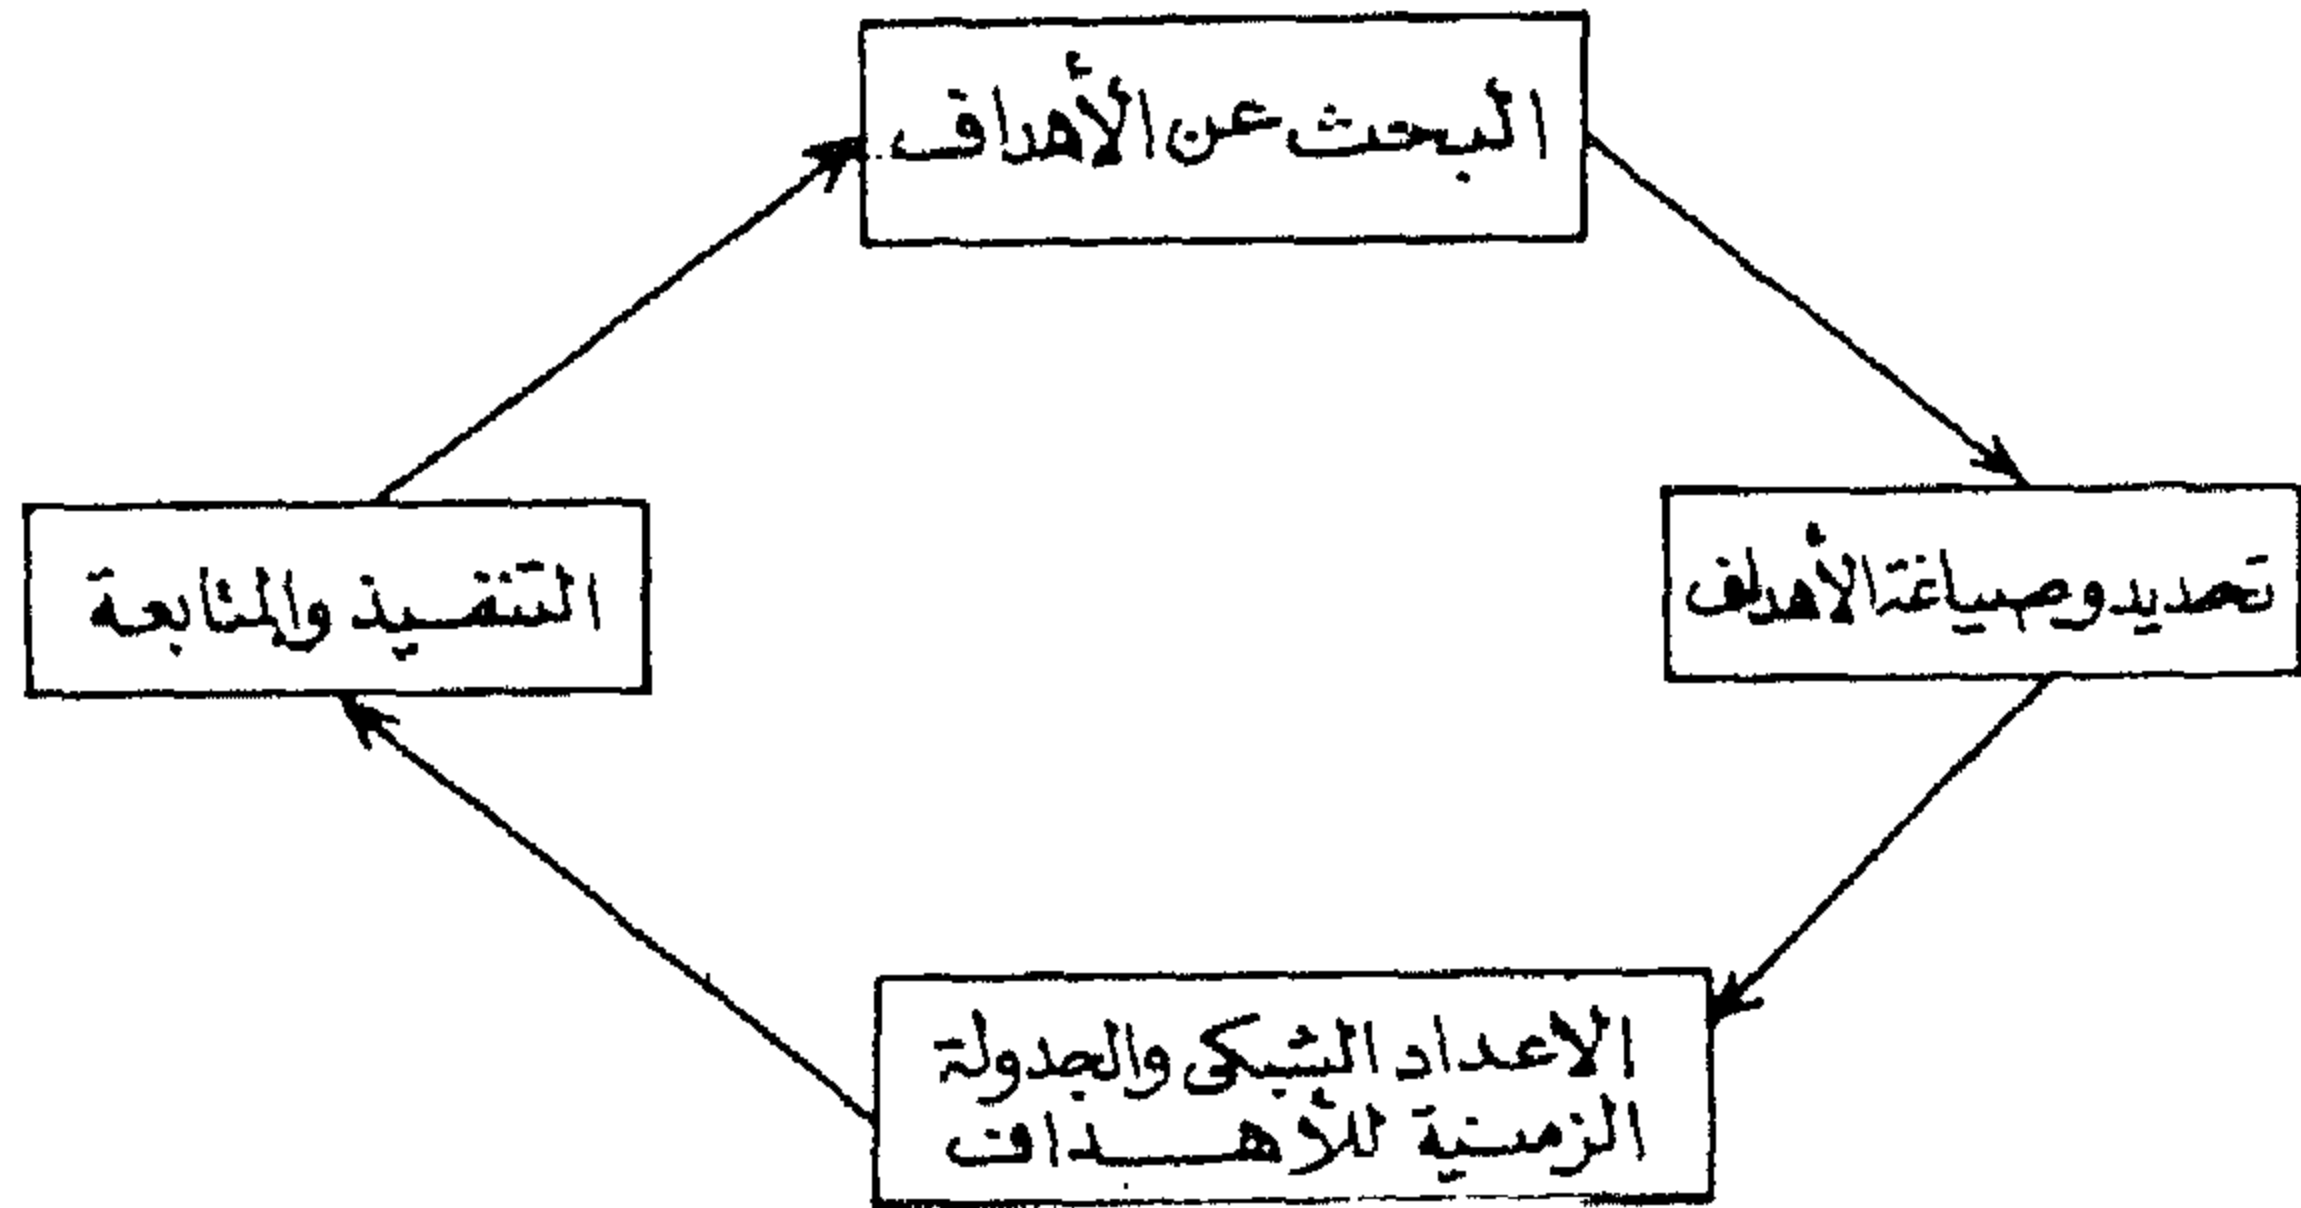 البحث عن الأهداف
تحديد وصياغة الأهداف
التنفيذ والمتابعة
الاعداد الشبكى والجدولة
الزمنية للأهداف